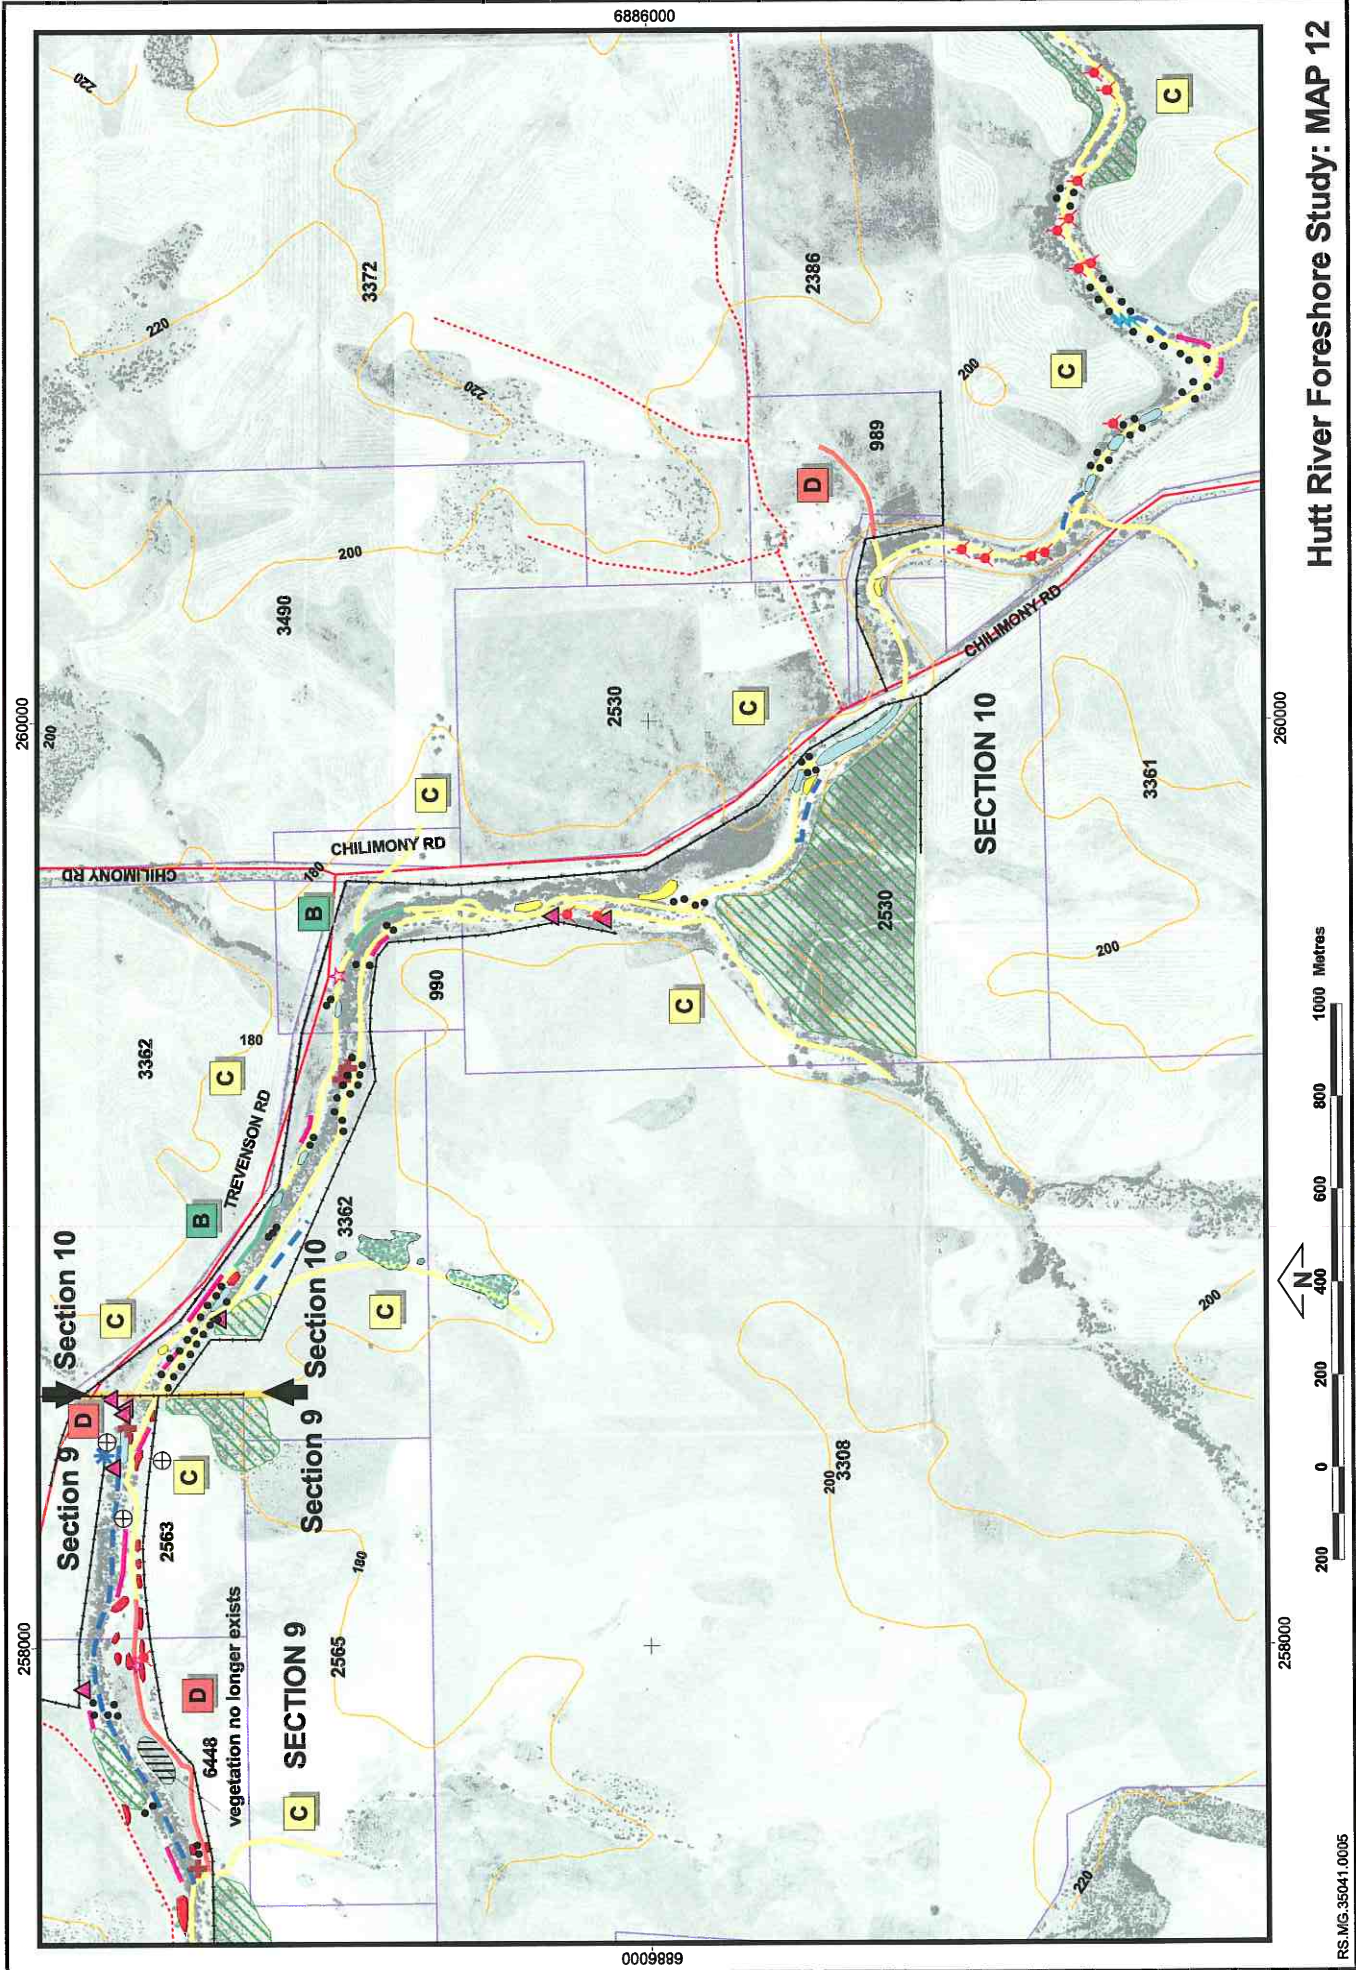 Hutt River Foreshore Study: MAP 12
6886000
6886000
258000
260000
258000
260000
Section 9
Section 10
Section 9
Section 10
SECTION 9
SECTION 10
TREVENSON RD
CHILIMONY RD
CHILIMONY RD
CHILIMONY RD
vegetation no longer exists
6448
2563
2565
3308
3362
3362
990
3490
3372
2530
2530
2386
989
3361
D
D
D
B
B
C
C
C
C
C
C
C
C
C
C
C
180
180
180
200
200
200
200
200
200
220
220
220
220
200 0 200 400 600 800 1000 Metres
N
RS.MG.35041.0005